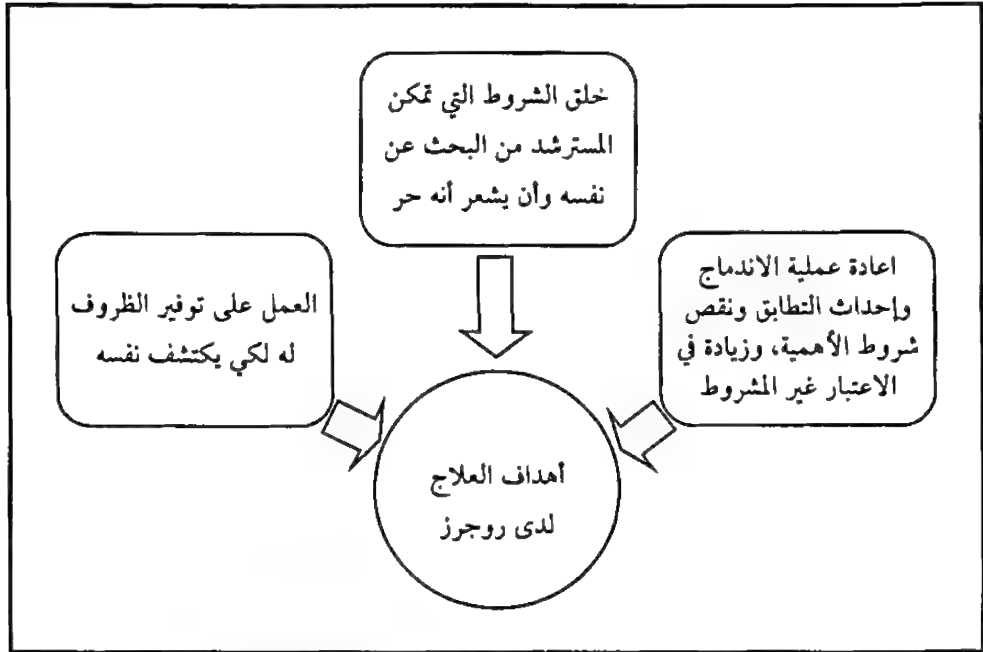 خلق الشروط التي تمكن
المسترشد من البحث عن
نفسه وأن يشعر أنه حر
اعادة عملية الاندماج
وإحداث التطابق ونقص
شروط الأهمية، وزيادة في
الاعتبار غير المشروط
العمل على توفير الظروف
له لكي يكتشف نفسه
أهداف العلاج
لدى روجرز